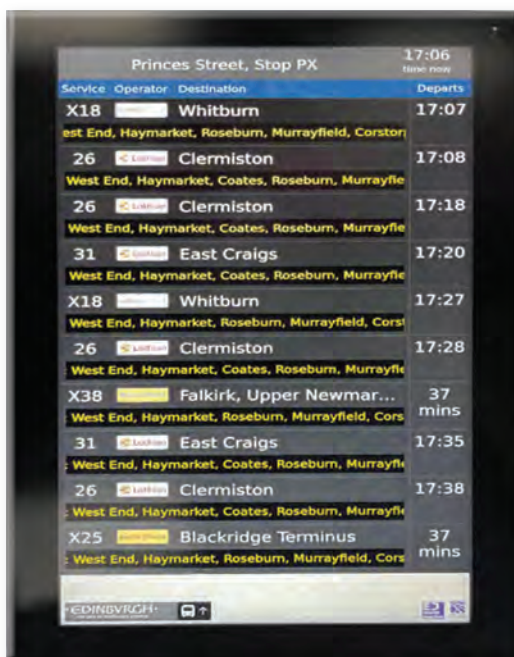 Princes Street, Stop PX 17:06
time now
Service Operator Destination Departs
X18 Whitburn 17:07
est End, Haymarket, Roseburn, Murrayfield, Corstor
26 Lothian Clermiston 17:08
West End, Haymarket, Coates, Roseburn, Murrayfie
26 Lothian Clermiston 17:18
West End, Haymarket, Coates, Roseburn, Murrayfie
31 Lothian East Craigs 17:20
West End, Haymarket, Coates, Roseburn, Murrayfie
X18 Whitburn 17:27
West End, Haymarket, Roseburn, Murrayfield, Corst
26 Lothian Clermiston 17:28
: West End, Haymarket, Coates, Roseburn, Murrayfi
X38 Falkirk, Upper Newmar... 37 mins
: West End, Haymarket, Roseburn, Murrayfield, Cors
31 Lothian East Craigs 17:35
: West End, Haymarket, Coates, Roseburn, Murrayfi
26 Lothian Clermiston 17:38
: West End, Haymarket, Coates, Roseburn, Murrayfi
X25 Blackridge Terminus 37 mins
: West End, Haymarket, Roseburn, Murrayfield, Cors
·EDINBVRGH·